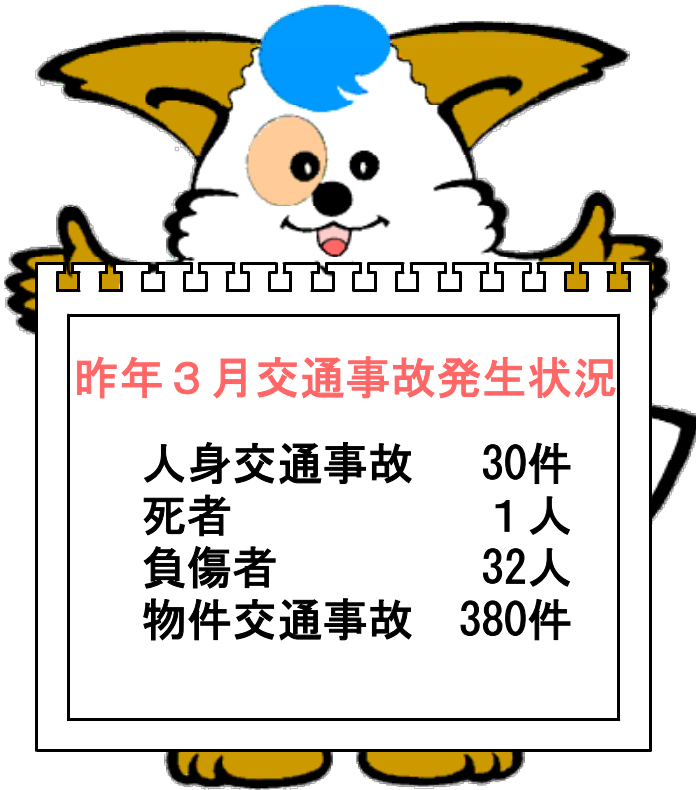 昨年３月交通事故発生状況
人身交通事故　30件
死者　１人
負傷者　32人
物件交通事故　380件